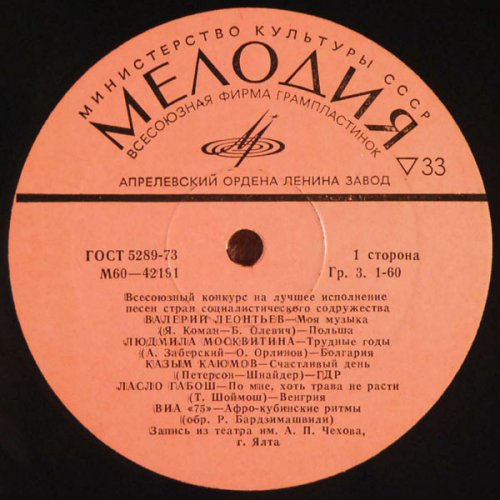 МИНИСТЕРСТВО КУЛЬТУРЫ СССР
МЕЛОДИЯ
ВСЕСОЮЗНАЯ ФИРМА ГРАМПЛАСТИНОК
▽33
АПРЕЛЕВСКИЙ ОРДЕНА ЛЕНИНА ЗАВОД
ГОСТ 5289-73
М60—42191
1 сторона
Гр. 3. 1-60
Всесоюзный конкурс на лучшее исполнение
песен стран социалистического содружества
ВАЛЕРИЙ ЛЕОНТЬЕВ—Моя музыка
(Я. Коман—Б. Олевич)—Польша
ЛЮДМИЛА МОСКВИТИНА—Трудные годы
(А. Заберский—О. Орлинов)—Болгария
КАЗЫМ КАЮМОВ—Счастливый день
(Петерсон—Шнайдер)—ГДР
ЛАСЛО ГАБОШ—По мне, хоть трава не расти
(Т. Шоймош)—Венгрия
ВИА «75»—Афро-кубинские ритмы
(обр. Р. Бардзимашвили)
Запись из театра им. А. П. Чехова,
г. Ялта